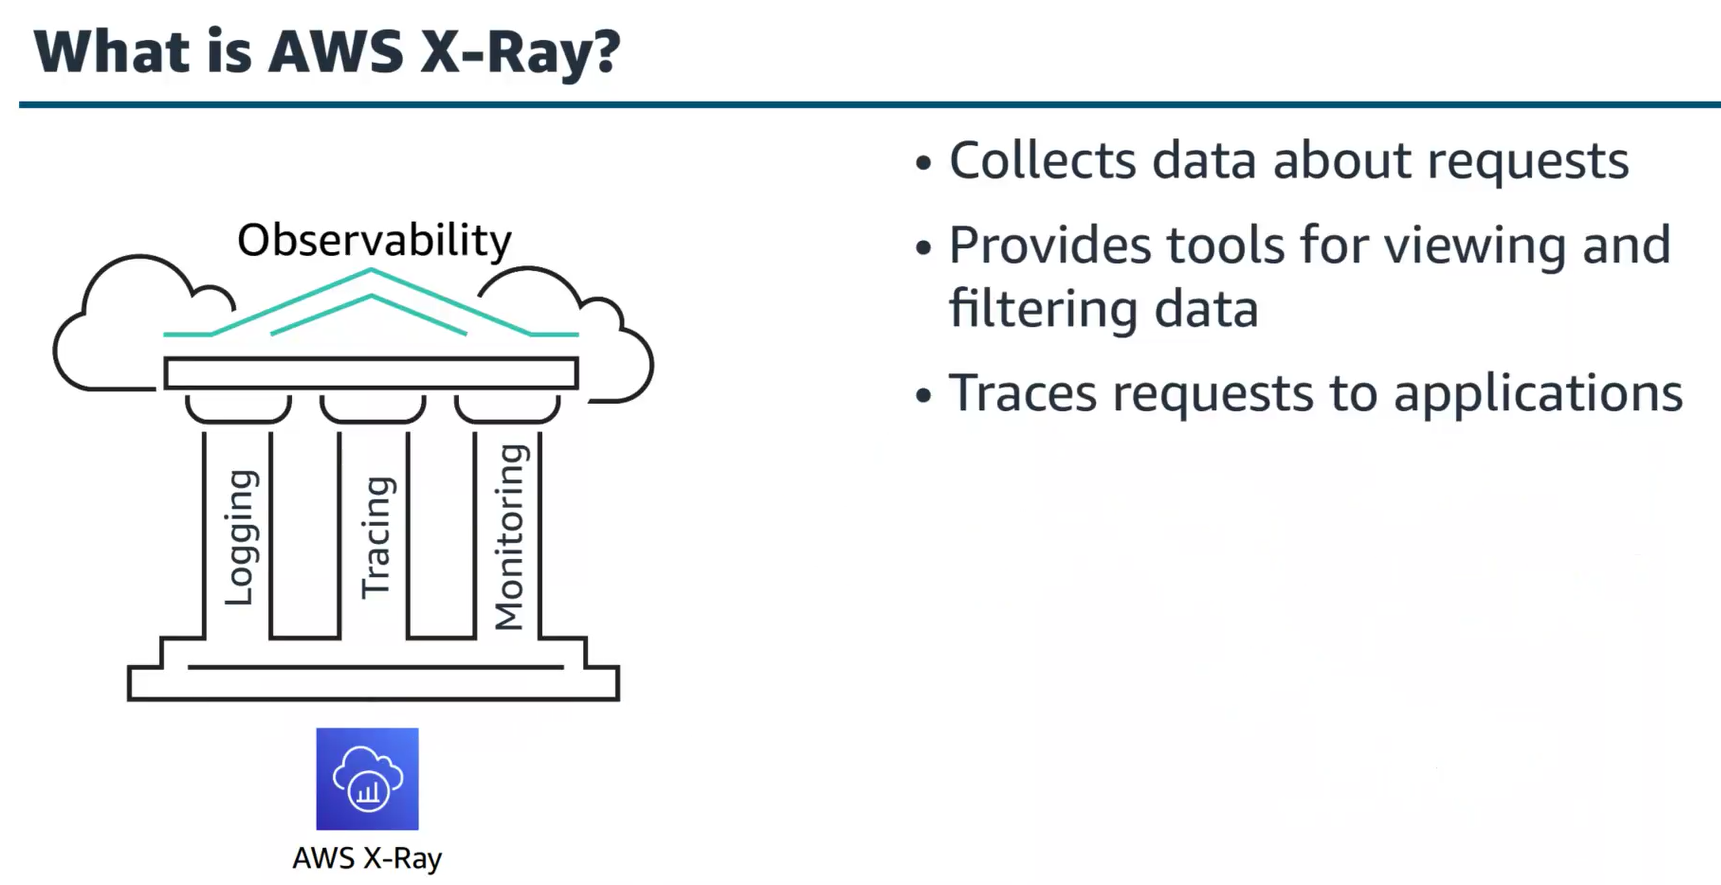 What is AWS X-Ray?
Observability
Logging
Tracing
Monitoring
AWS X-Ray
• Collects data about requests
• Provides tools for viewing and
filtering data
• Traces requests to applications